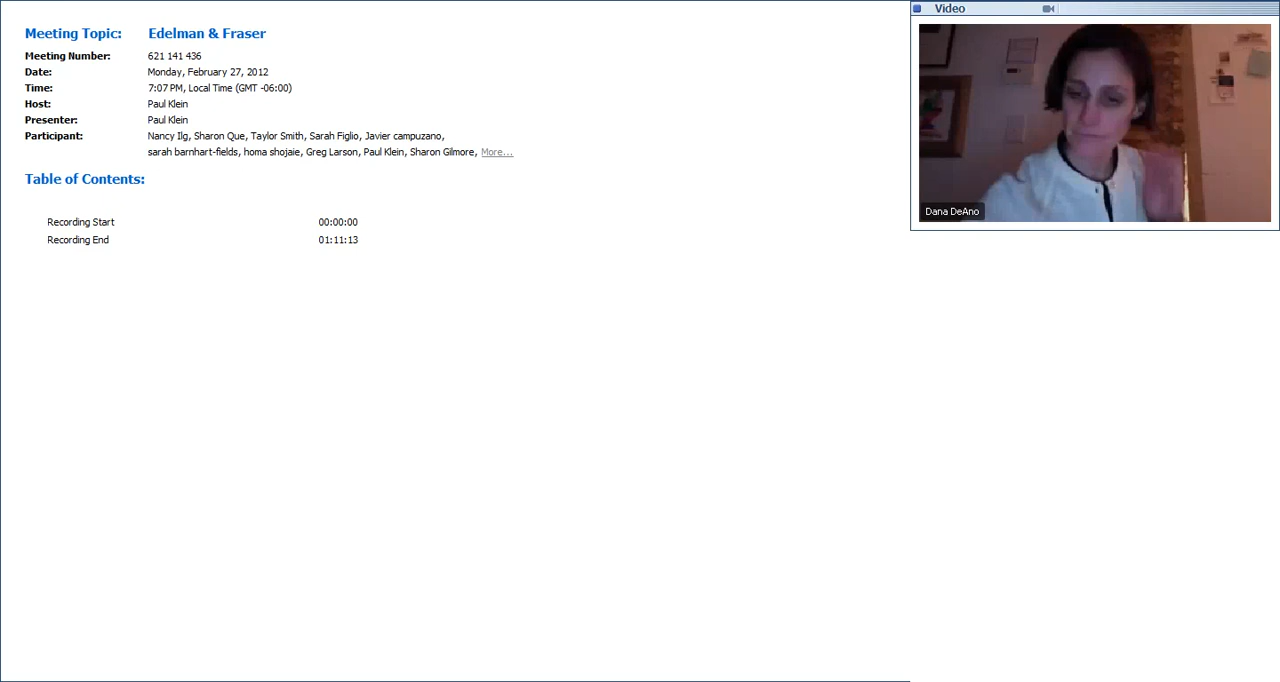 Meeting Topic: Edelman & Fraser
Meeting Number: 621 141 436
Date: Monday, February 27, 2012
Time: 7:07 PM, Local Time (GMT -06:00)
Host: Paul Klein
Presenter: Paul Klein
Participant: Nancy Ilg, Sharon Que, Taylor Smith, Sarah Figlio, Javier campuzano,
sarah barnhart-fields, homa shojaie, Greg Larson, Paul Klein, Sharon Gilmore, More...
Table of Contents:
Recording Start 00:00:00
Recording End 01:11:13
Video
Dana DeAno